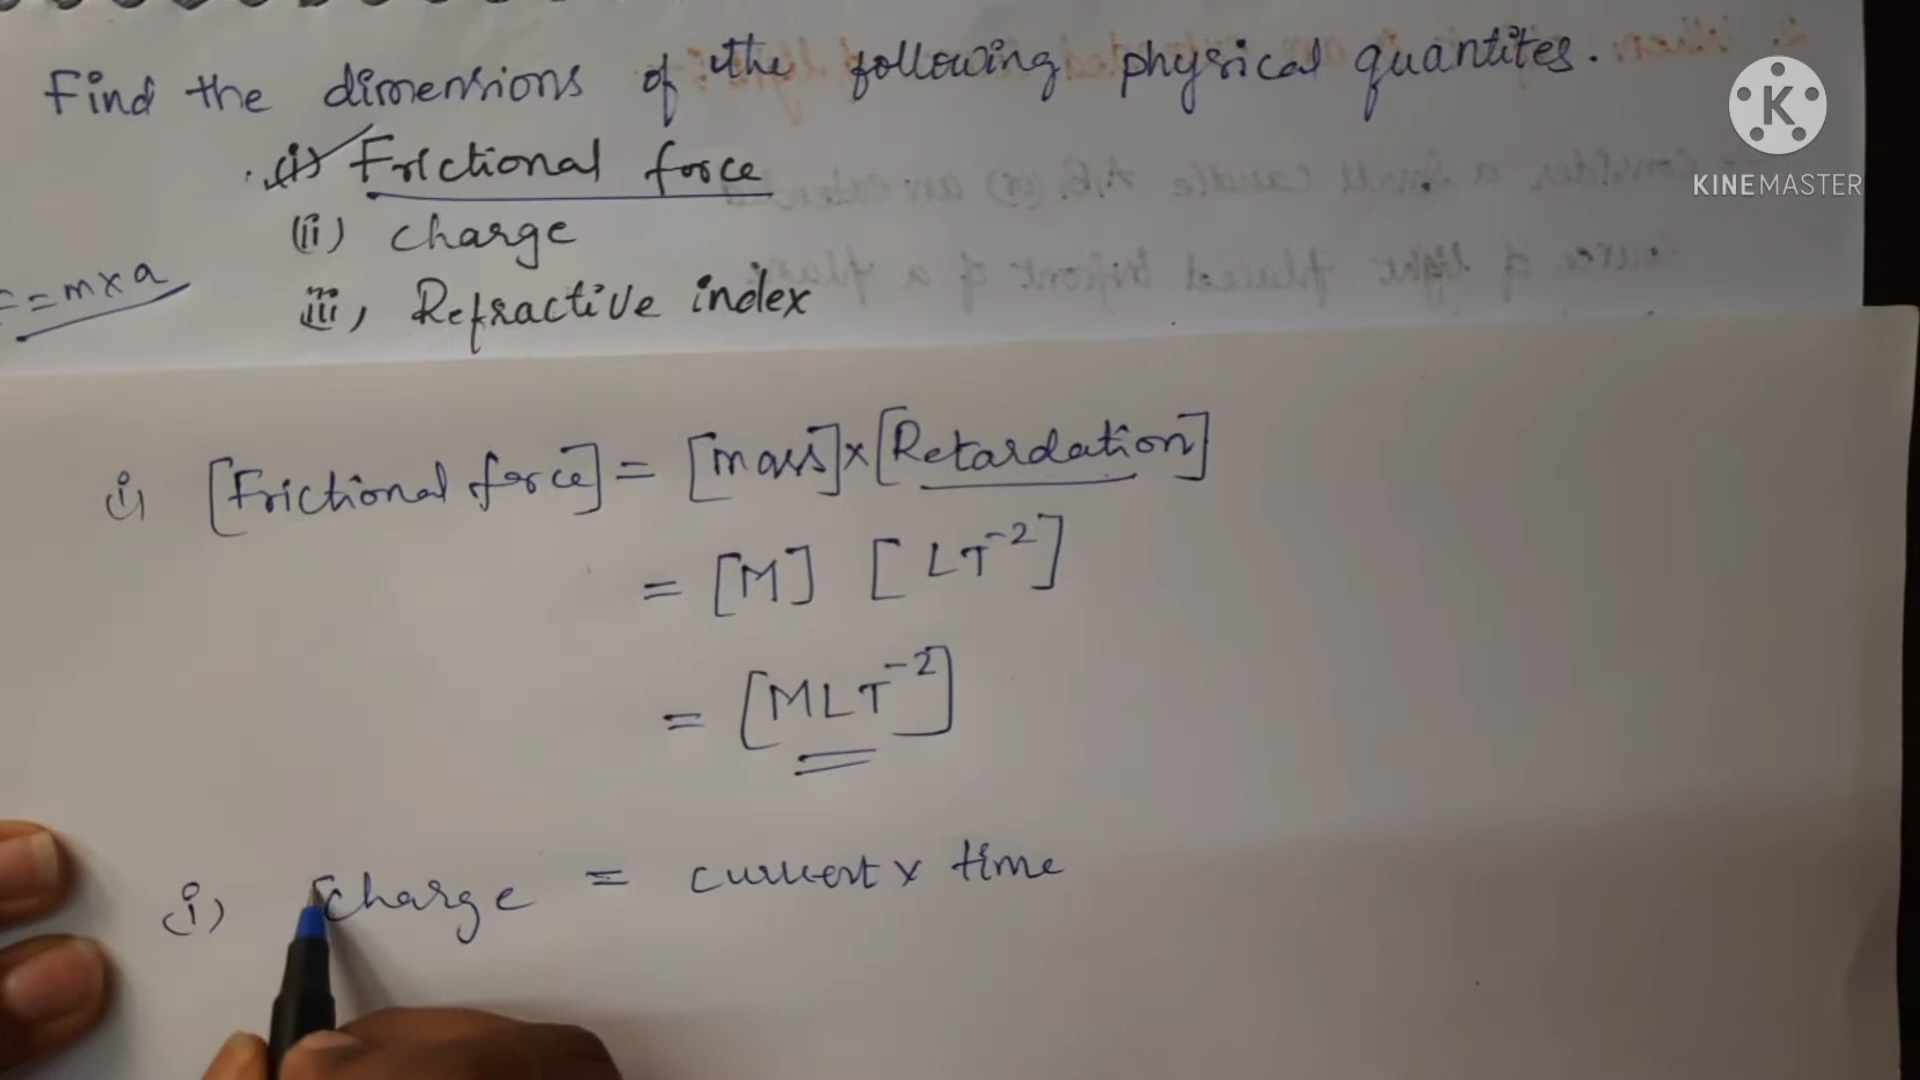 Find the dimensions of the following physical quantites.
(i) Frictional force
(ii) charge
iii, Refractive index
= m x a
KINEMASTER
i) [Frictional force] = [mass] x [Retardation]
= [M] [LT⁻²]
= [MLT⁻²]
(i) [charge = current x time